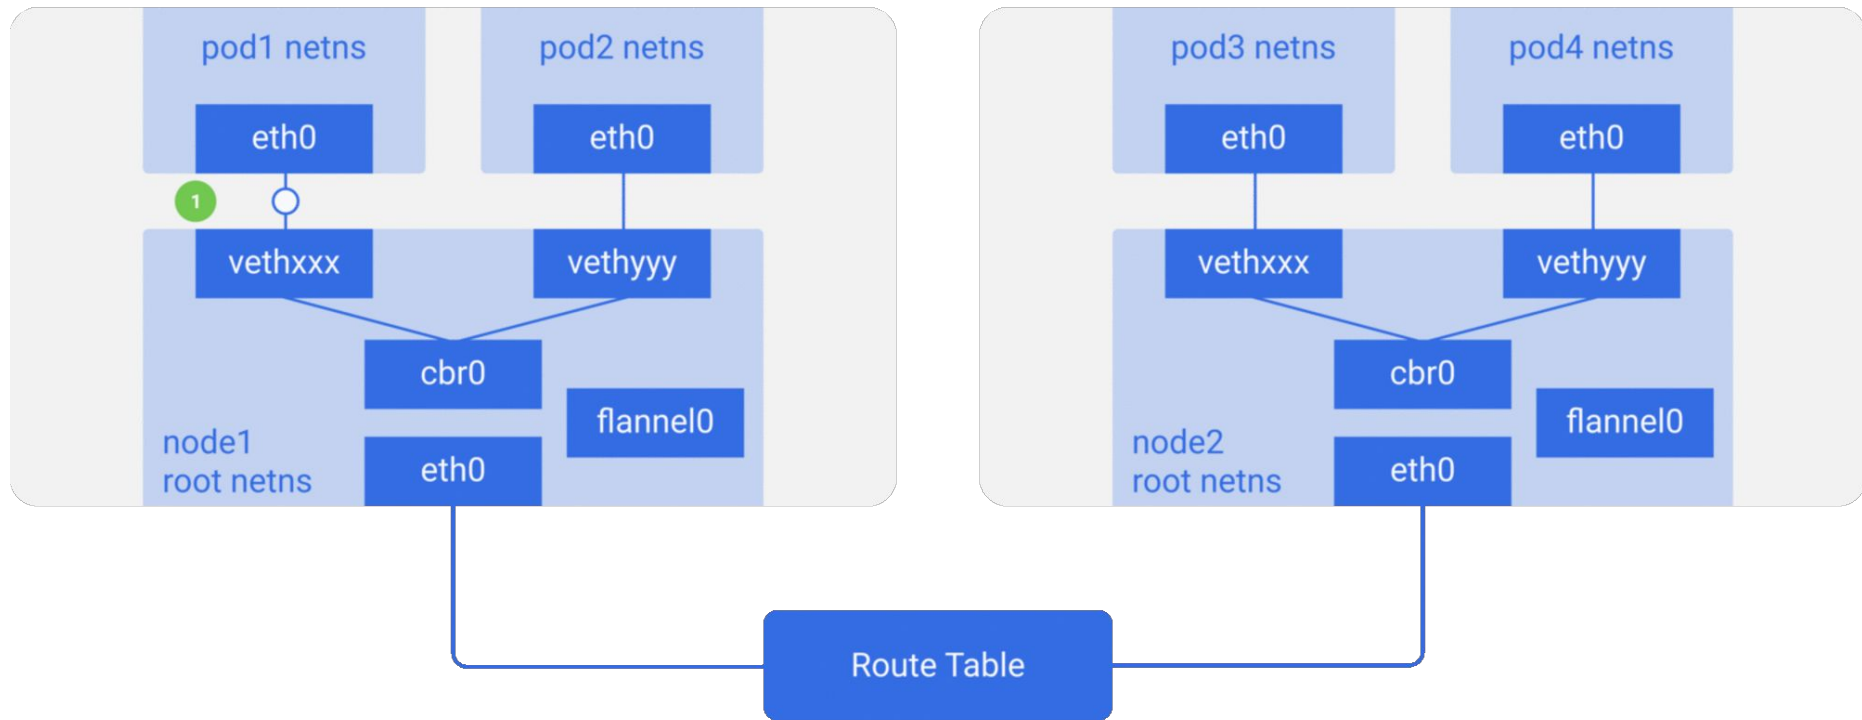 pod1 netns
pod2 netns
pod3 netns
pod4 netns
eth0
eth0
eth0
eth0
1
vethxxx
vethyyy
vethxxx
vethyyy
cbr0
cbr0
flannel0
flannel0
node1
root netns
eth0
node2
root netns
eth0
Route Table